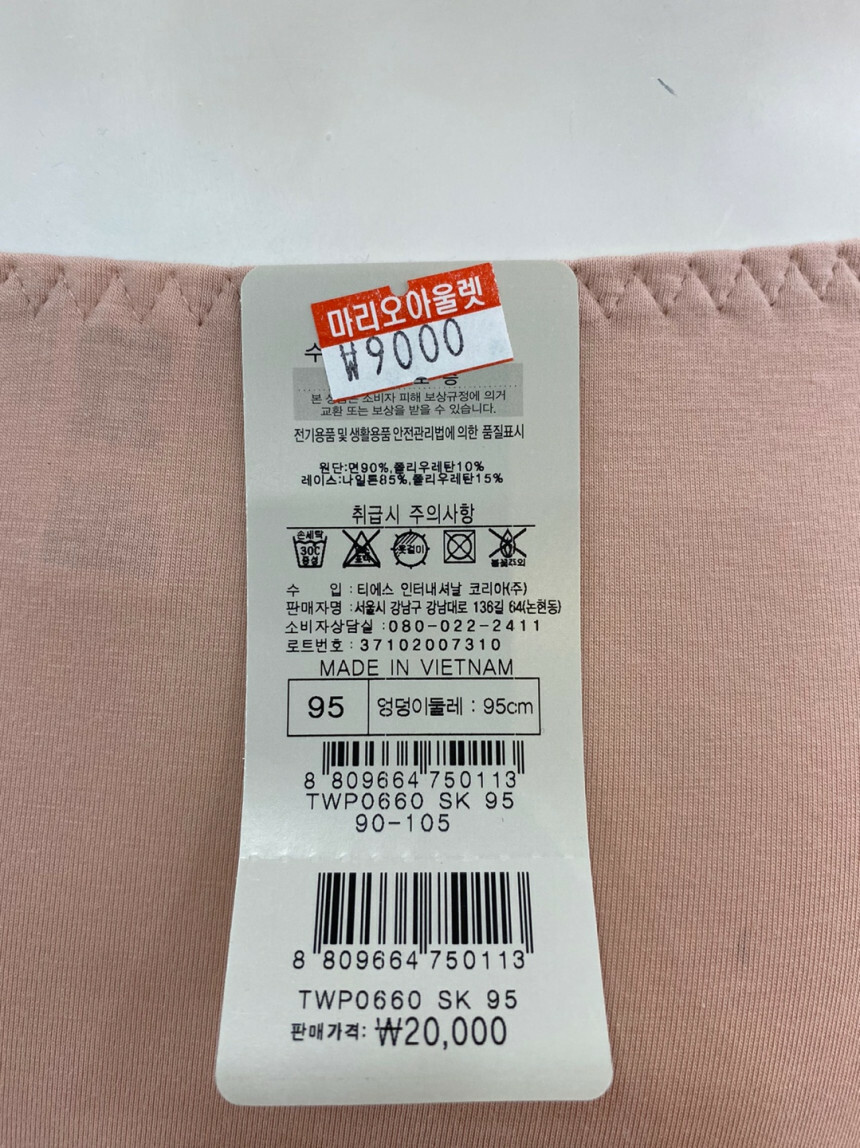 마리오아울렛
₩9000
수
본 소비자 피해 보상규정에 의거
교환 또는 보상을 받을 수 있습니다.
전기용품 및 생활용품 안전관리법에 의한 품질표시
원단:면90%,폴리우레탄10%
레이스:나일론85%,폴리우레탄15%
취급시 주의사항
손세탁 30C 중성 옷걸이
수 입 : 티에스 인터내셔날 코리아(주)
판매자명 :서울시 강남구 강남대로 136길 64(논현동)
소비자상담실 :080-022-2411
로트번호 : 37102007310
MADE IN VIETNAM
95 엉덩이둘레 : 95cm
8 809664 750113
TWP0660 SK 95
90-105
8 809664 750113
TWP0660 SK 95
판매가격: ₩20,000